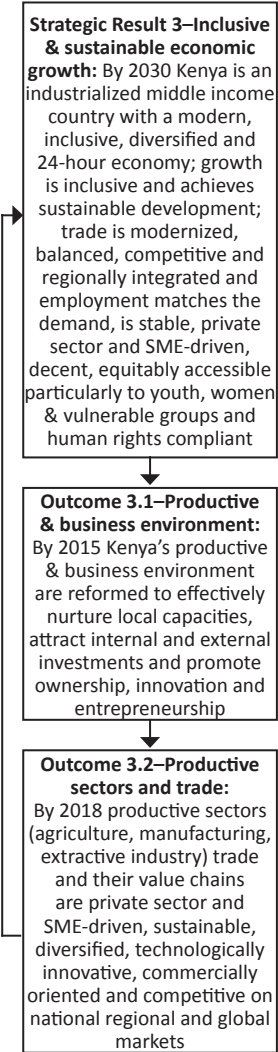 Strategic Result 3–Inclusive
& sustainable economic
growth: By 2030 Kenya is an
industrialized middle income
country with a modern,
inclusive, diversified and
24-hour economy; growth
is inclusive and achieves
sustainable development;
trade is modernized,
balanced, competitive and
regionally integrated and
employment matches the
demand, is stable, private
sector and SME-driven,
decent, equitably accessible
particularly to youth, women
& vulnerable groups and
human rights compliant
Outcome 3.1–Productive
& business environment:
By 2015 Kenya’s productive
& business environment
are reformed to effectively
nurture local capacities,
attract internal and external
investments and promote
ownership, innovation and
entrepreneurship
Outcome 3.2–Productive
sectors and trade:
By 2018 productive sectors
(agriculture, manufacturing,
extractive industry) trade
and their value chains
are private sector and
SME-driven, sustainable,
diversified, technologically
innovative, commercially
oriented and competitive on
national regional and global
markets